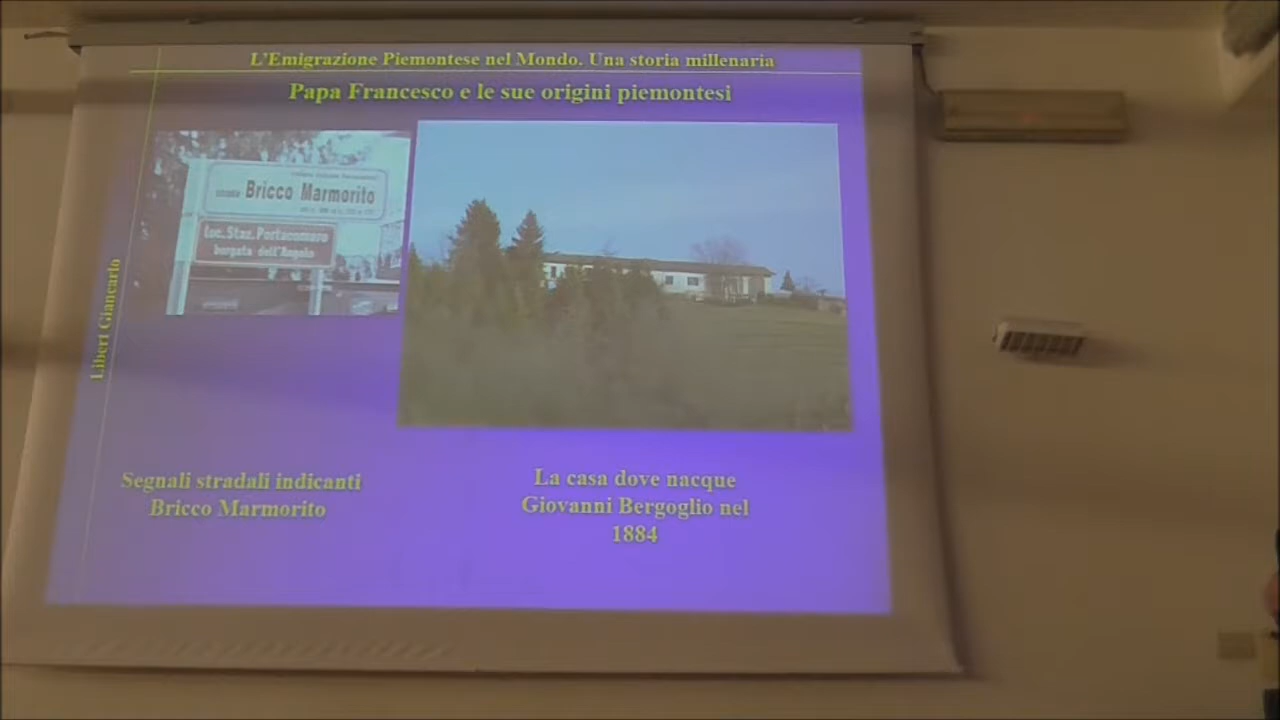 L'Emigrazione Piemontese nel Mondo. Una storia millenaria
Papa Francesco e le sue origini piemontesi
Bricco Marmorito
Loc. Staz. Portacomaro
borgata dell'Angelo
Liberi Giancarlo
Segnali stradali indicanti
Bricco Marmorito
La casa dove nacque
Giovanni Bergoglio nel
1884